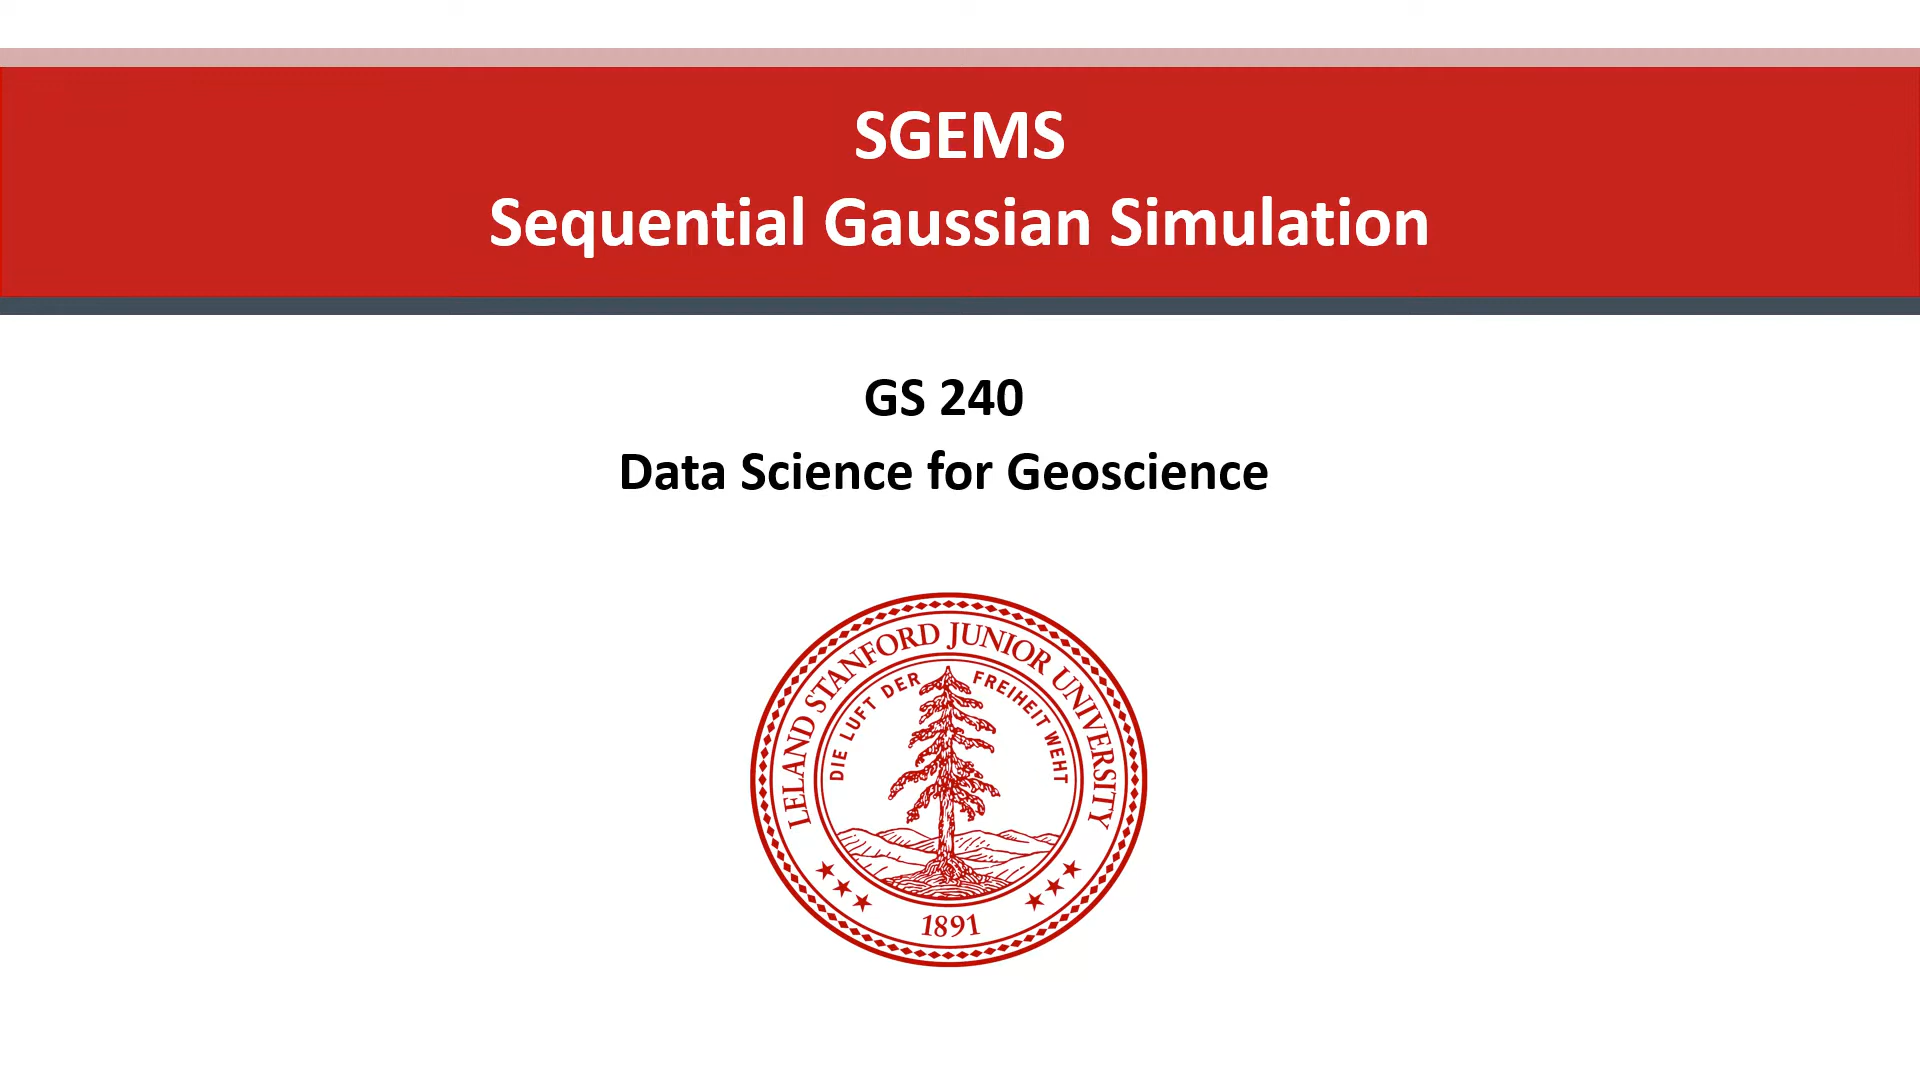 SGEMS
Sequential Gaussian Simulation
GS 240
Data Science for Geoscience
LELAND STANFORD JUNIOR UNIVERSITY
DIE LUFT DER FREIHEIT WEHT
1891